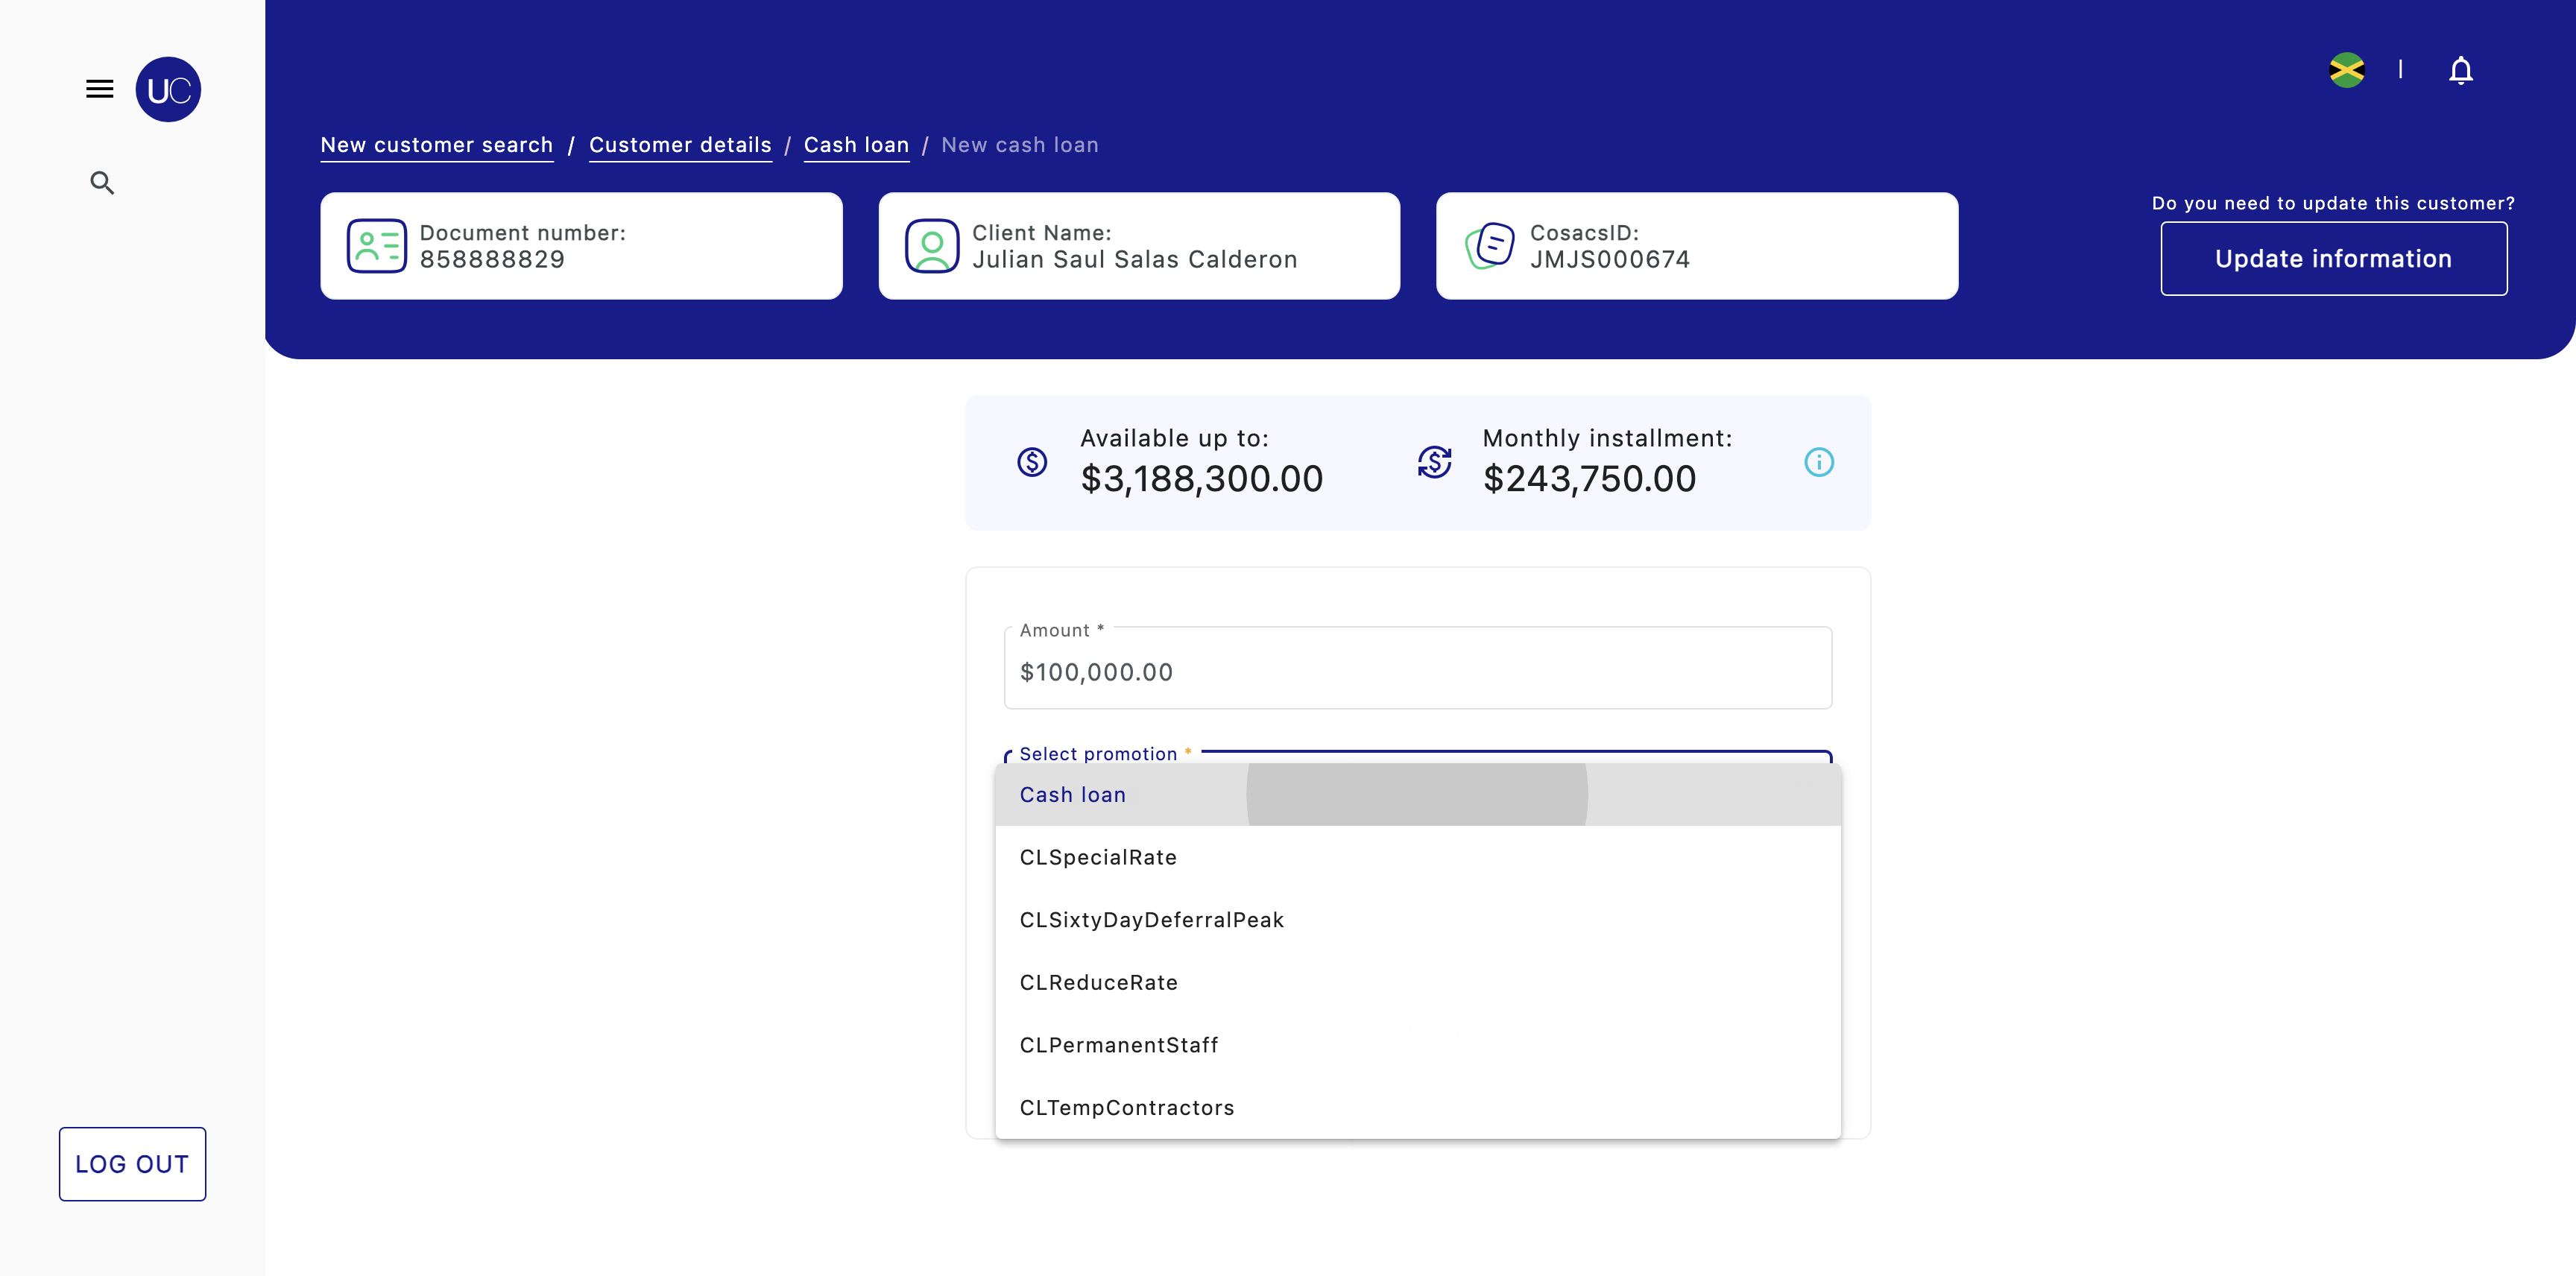 UC
New customer search / Customer details / Cash loan / New cash loan
Document number:
858888829
Client Name:
Julian Saul Salas Calderon
CosacsID:
JMJS000674
Do you need to update this customer?
Update information
Available up to:
$3,188,300.00
Monthly installment:
$243,750.00
Amount *
$100,000.00
Select promotion *
Cash loan
CLSpecialRate
CLSixtyDayDeferralPeak
CLReduceRate
CLPermanentStaff
CLTempContractors
LOG OUT